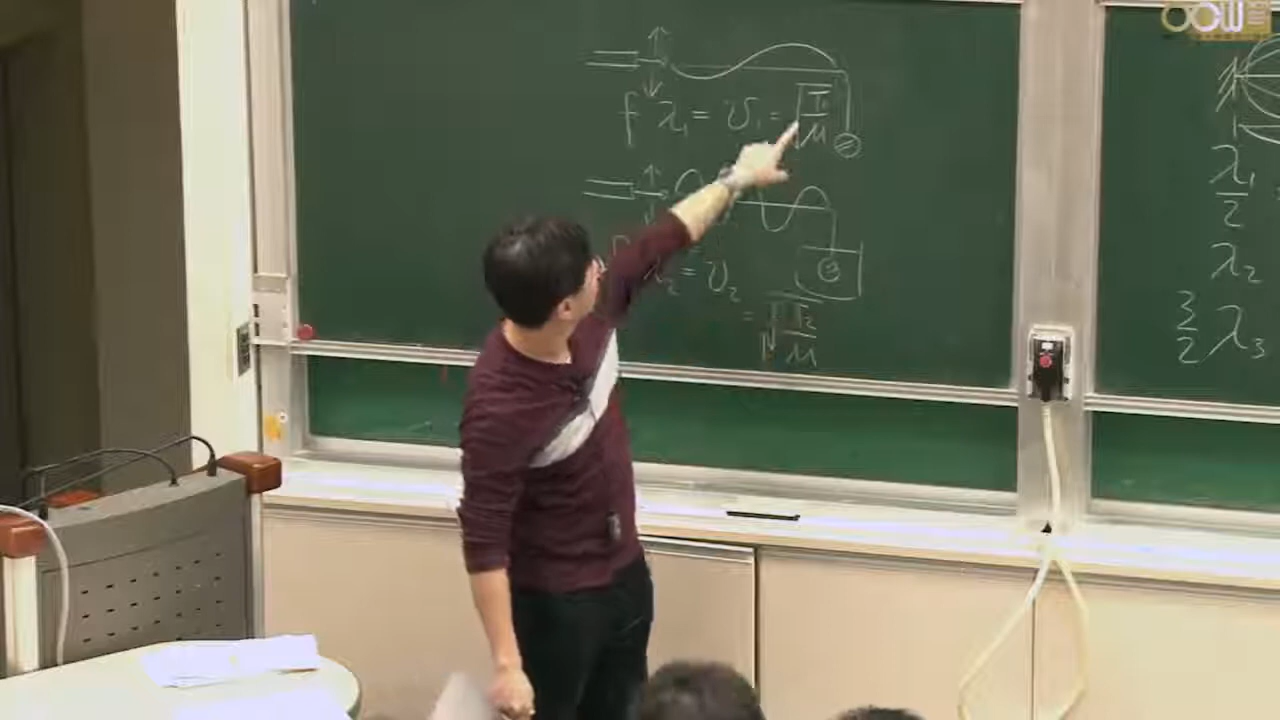 OCW
f λ₁ = v₁ = √(T₁/μ)
λ₂ = v₂
= √(T₂/μ)
λ₁/2
λ₂
3/2 λ₃